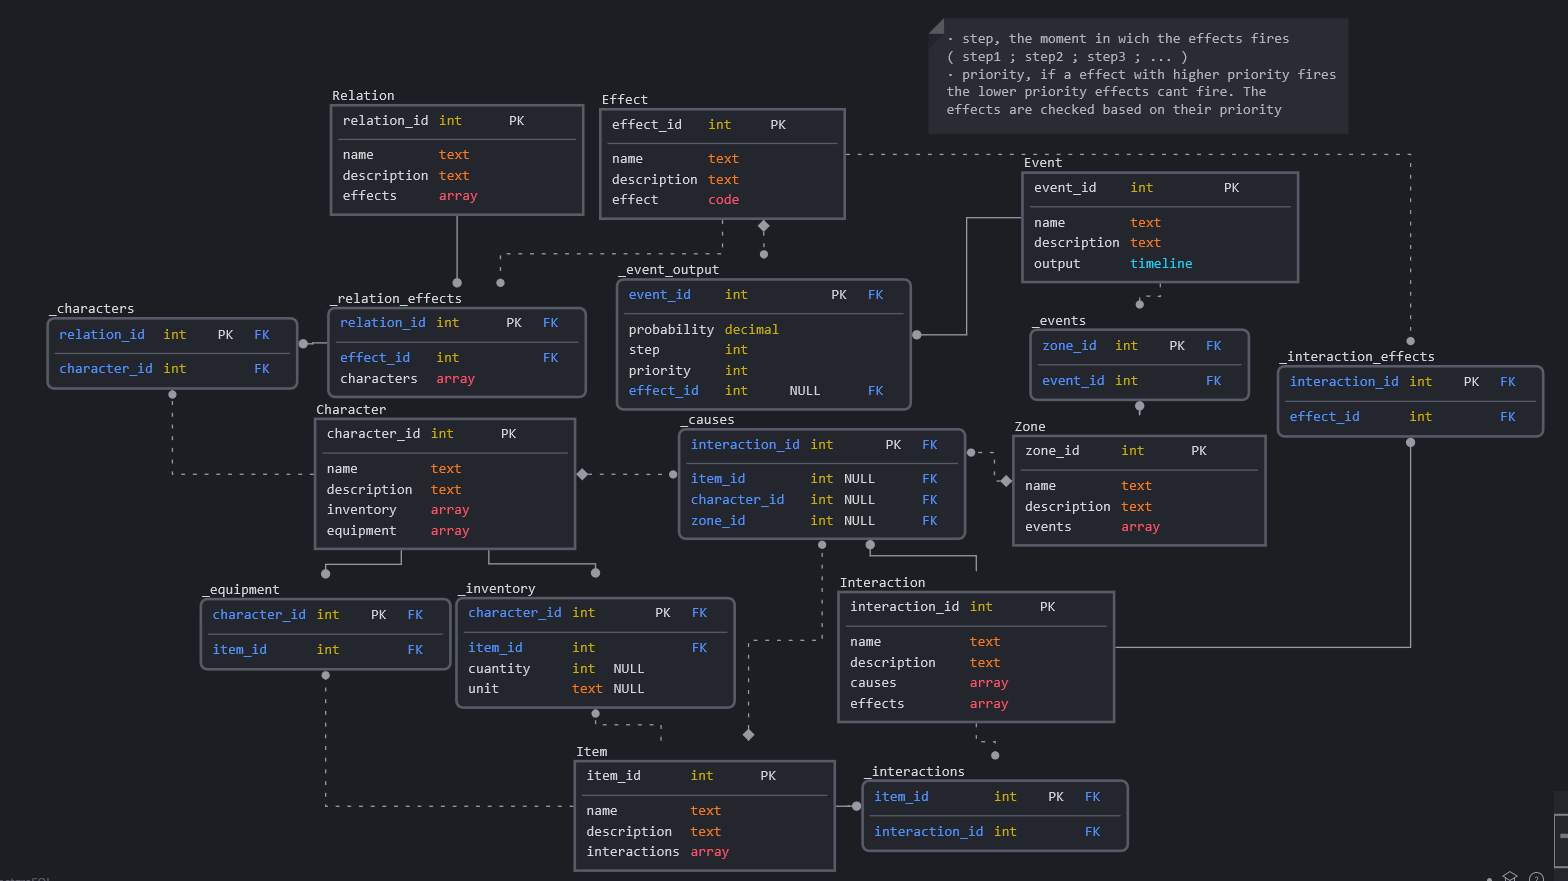 · step, the moment in wich the effects fires
( step1 ; step2 ; step3 ; ... )
· priority, if a effect with higher priority fires
the lower priority effects cant fire. The
effects are checked based on their priority
Relation
relation_id int PK
name text
description text
effects array
Effect
effect_id int PK
name text
description text
effect code
Event
event_id int PK
name text
description text
output timeline
_characters
relation_id int PK FK
character_id int FK
_relation_effects
relation_id int PK FK
effect_id int FK
characters array
_event_output
event_id int PK FK
probability decimal
step int
priority int
effect_id int NULL FK
_events
zone_id int PK FK
event_id int FK
_interaction_effects
interaction_id int PK FK
effect_id int FK
Character
character_id int PK
name text
description text
inventory array
equipment array
_causes
interaction_id int PK FK
item_id int NULL FK
character_id int NULL FK
zone_id int NULL FK
Zone
zone_id int PK
name text
description text
events array
_equipment
character_id int PK FK
item_id int FK
_inventory
character_id int PK FK
item_id int FK
cuantity int NULL
unit text NULL
Interaction
interaction_id int PK
name text
description text
causes array
effects array
Item
item_id int PK
name text
description text
interactions array
_interactions
item_id int PK FK
interaction_id int FK